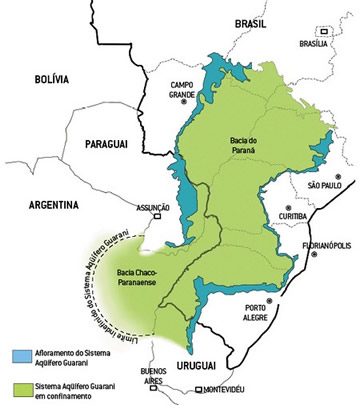 BRASIL
BRASÍLIA
BOLÍVIA
CAMPO
GRANDE
PARAGUAI
Bacia do
Paraná
SÃO PAULO
ARGENTINA
ASSUNÇÃO
CURITIBA
FLORIANÓPOLIS
Limite indefinido do Sistema Aqüífero Guarani
Bacia Chaco-
Paranaense
PORTO
ALEGRE
Afloramento do Sistema
Aqüífero Guarani
URUGUAI
Sistema Aqüífero Guarani
em confinamento
BUENOS
AIRES
MONTEVIDÉU